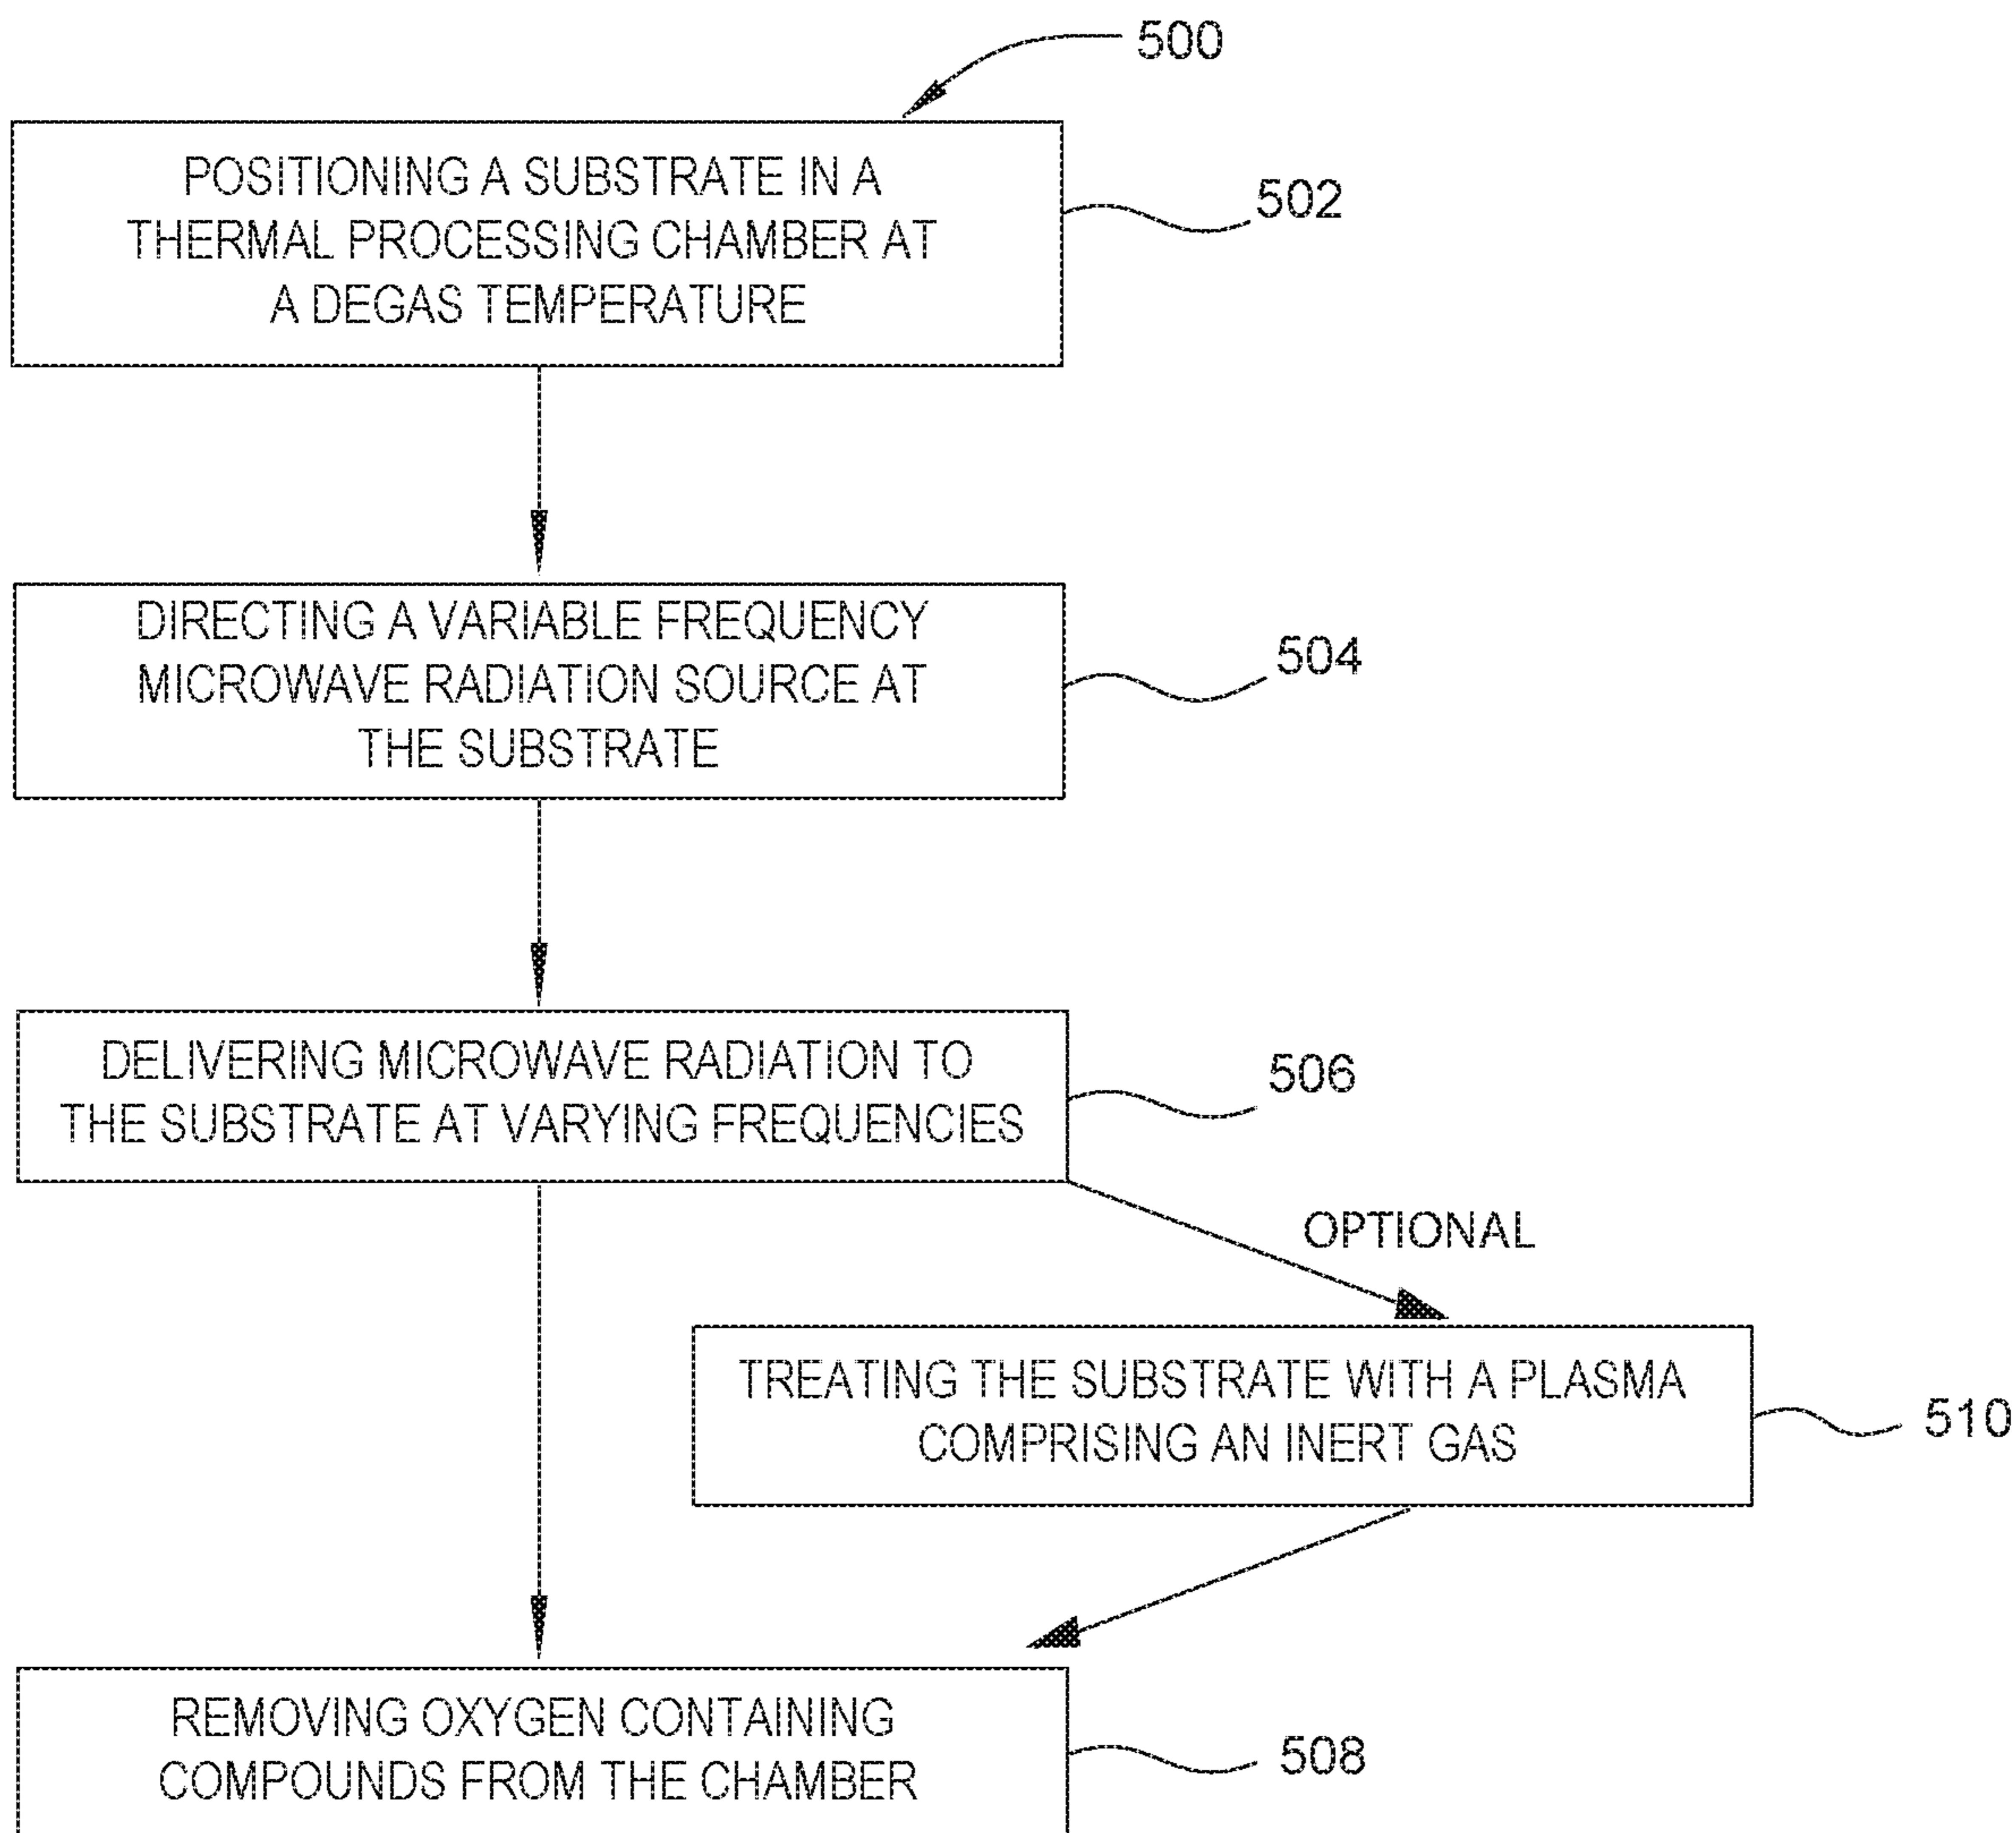 500
POSITIONING A SUBSTRATE IN A
THERMAL PROCESSING CHAMBER AT
A DEGAS TEMPERATURE
502
DIRECTING A VARIABLE FREQUENCY
MICROWAVE RADIATION SOURCE AT
THE SUBSTRATE
504
DELIVERING MICROWAVE RADIATION TO
THE SUBSTRATE AT VARYING FREQUENCIES
506
OPTIONAL
TREATING THE SUBSTRATE WITH A PLASMA
COMPRISING AN INERT GAS
510
REMOVING OXYGEN CONTAINING
COMPOUNDS FROM THE CHAMBER
508